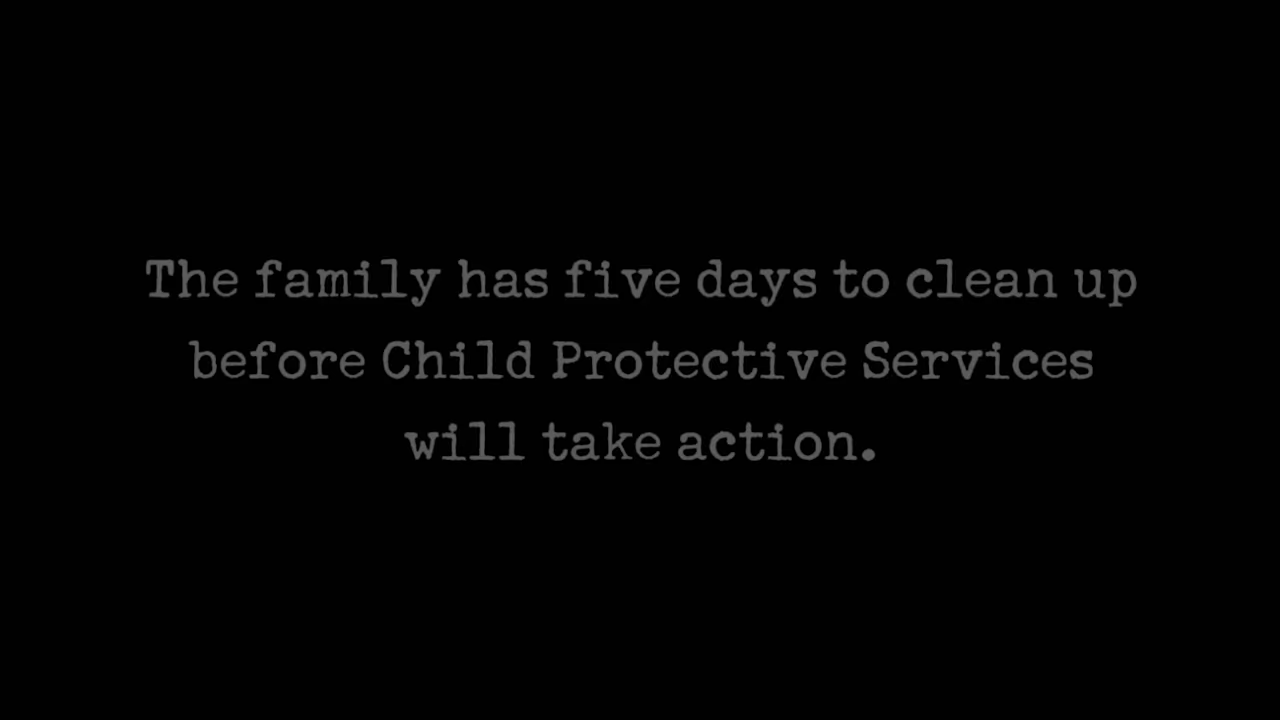 The family has five days to clean up
before Child Protective Services
will take action.